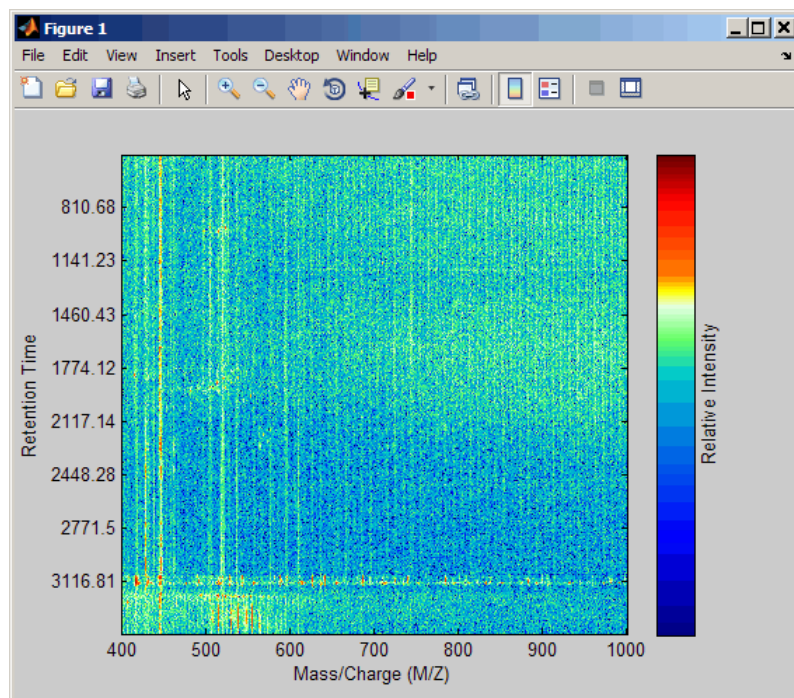 Figure 1
File Edit View Insert Tools Desktop Window Help
810.68
1141.23
1460.43
1774.12
2117.14
2448.28
2771.5
3116.81
Retention Time
400 500 600 700 800 900 1000
Mass/Charge (M/Z)
Relative Intensity